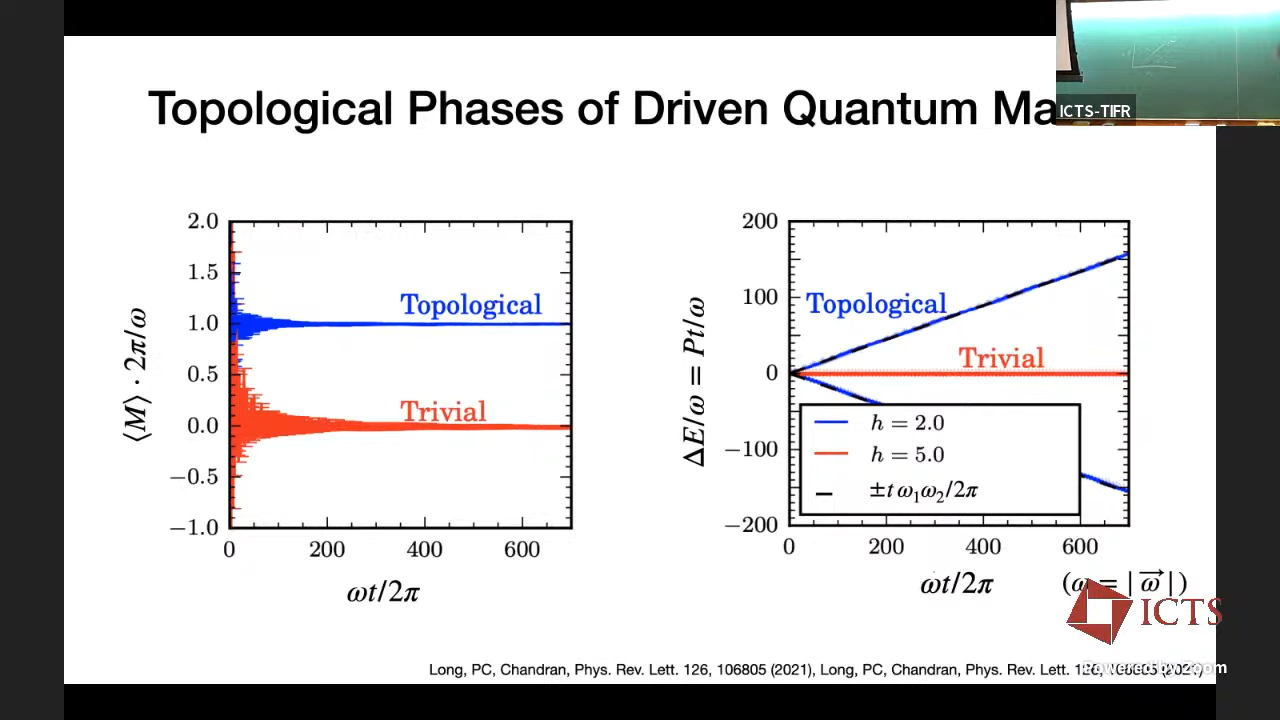 Topological Phases of Driven Quantum Ma
ICTS-TIFR
2.0
1.5
1.0
0.5
0.0
−0.5
−1.0
⟨M⟩ · 2π/ω
Topological
Trivial
0 200 400 600
ωt/2π
200
100
0
−100
−200
ΔE/ω = Pt/ω
Topological
Trivial
h = 2.0
h = 5.0
±t ω₁ω₂/2π
0 200 400 600
ωt/2π (ω = |ω⃗|)
ICTS
Long, PC, Chandran, Phys. Rev. Lett. 126, 106805 (2021), Long, PC, Chandran, Phys. Rev. Lett. 126, 106805 (2021)
Powered by Zoom